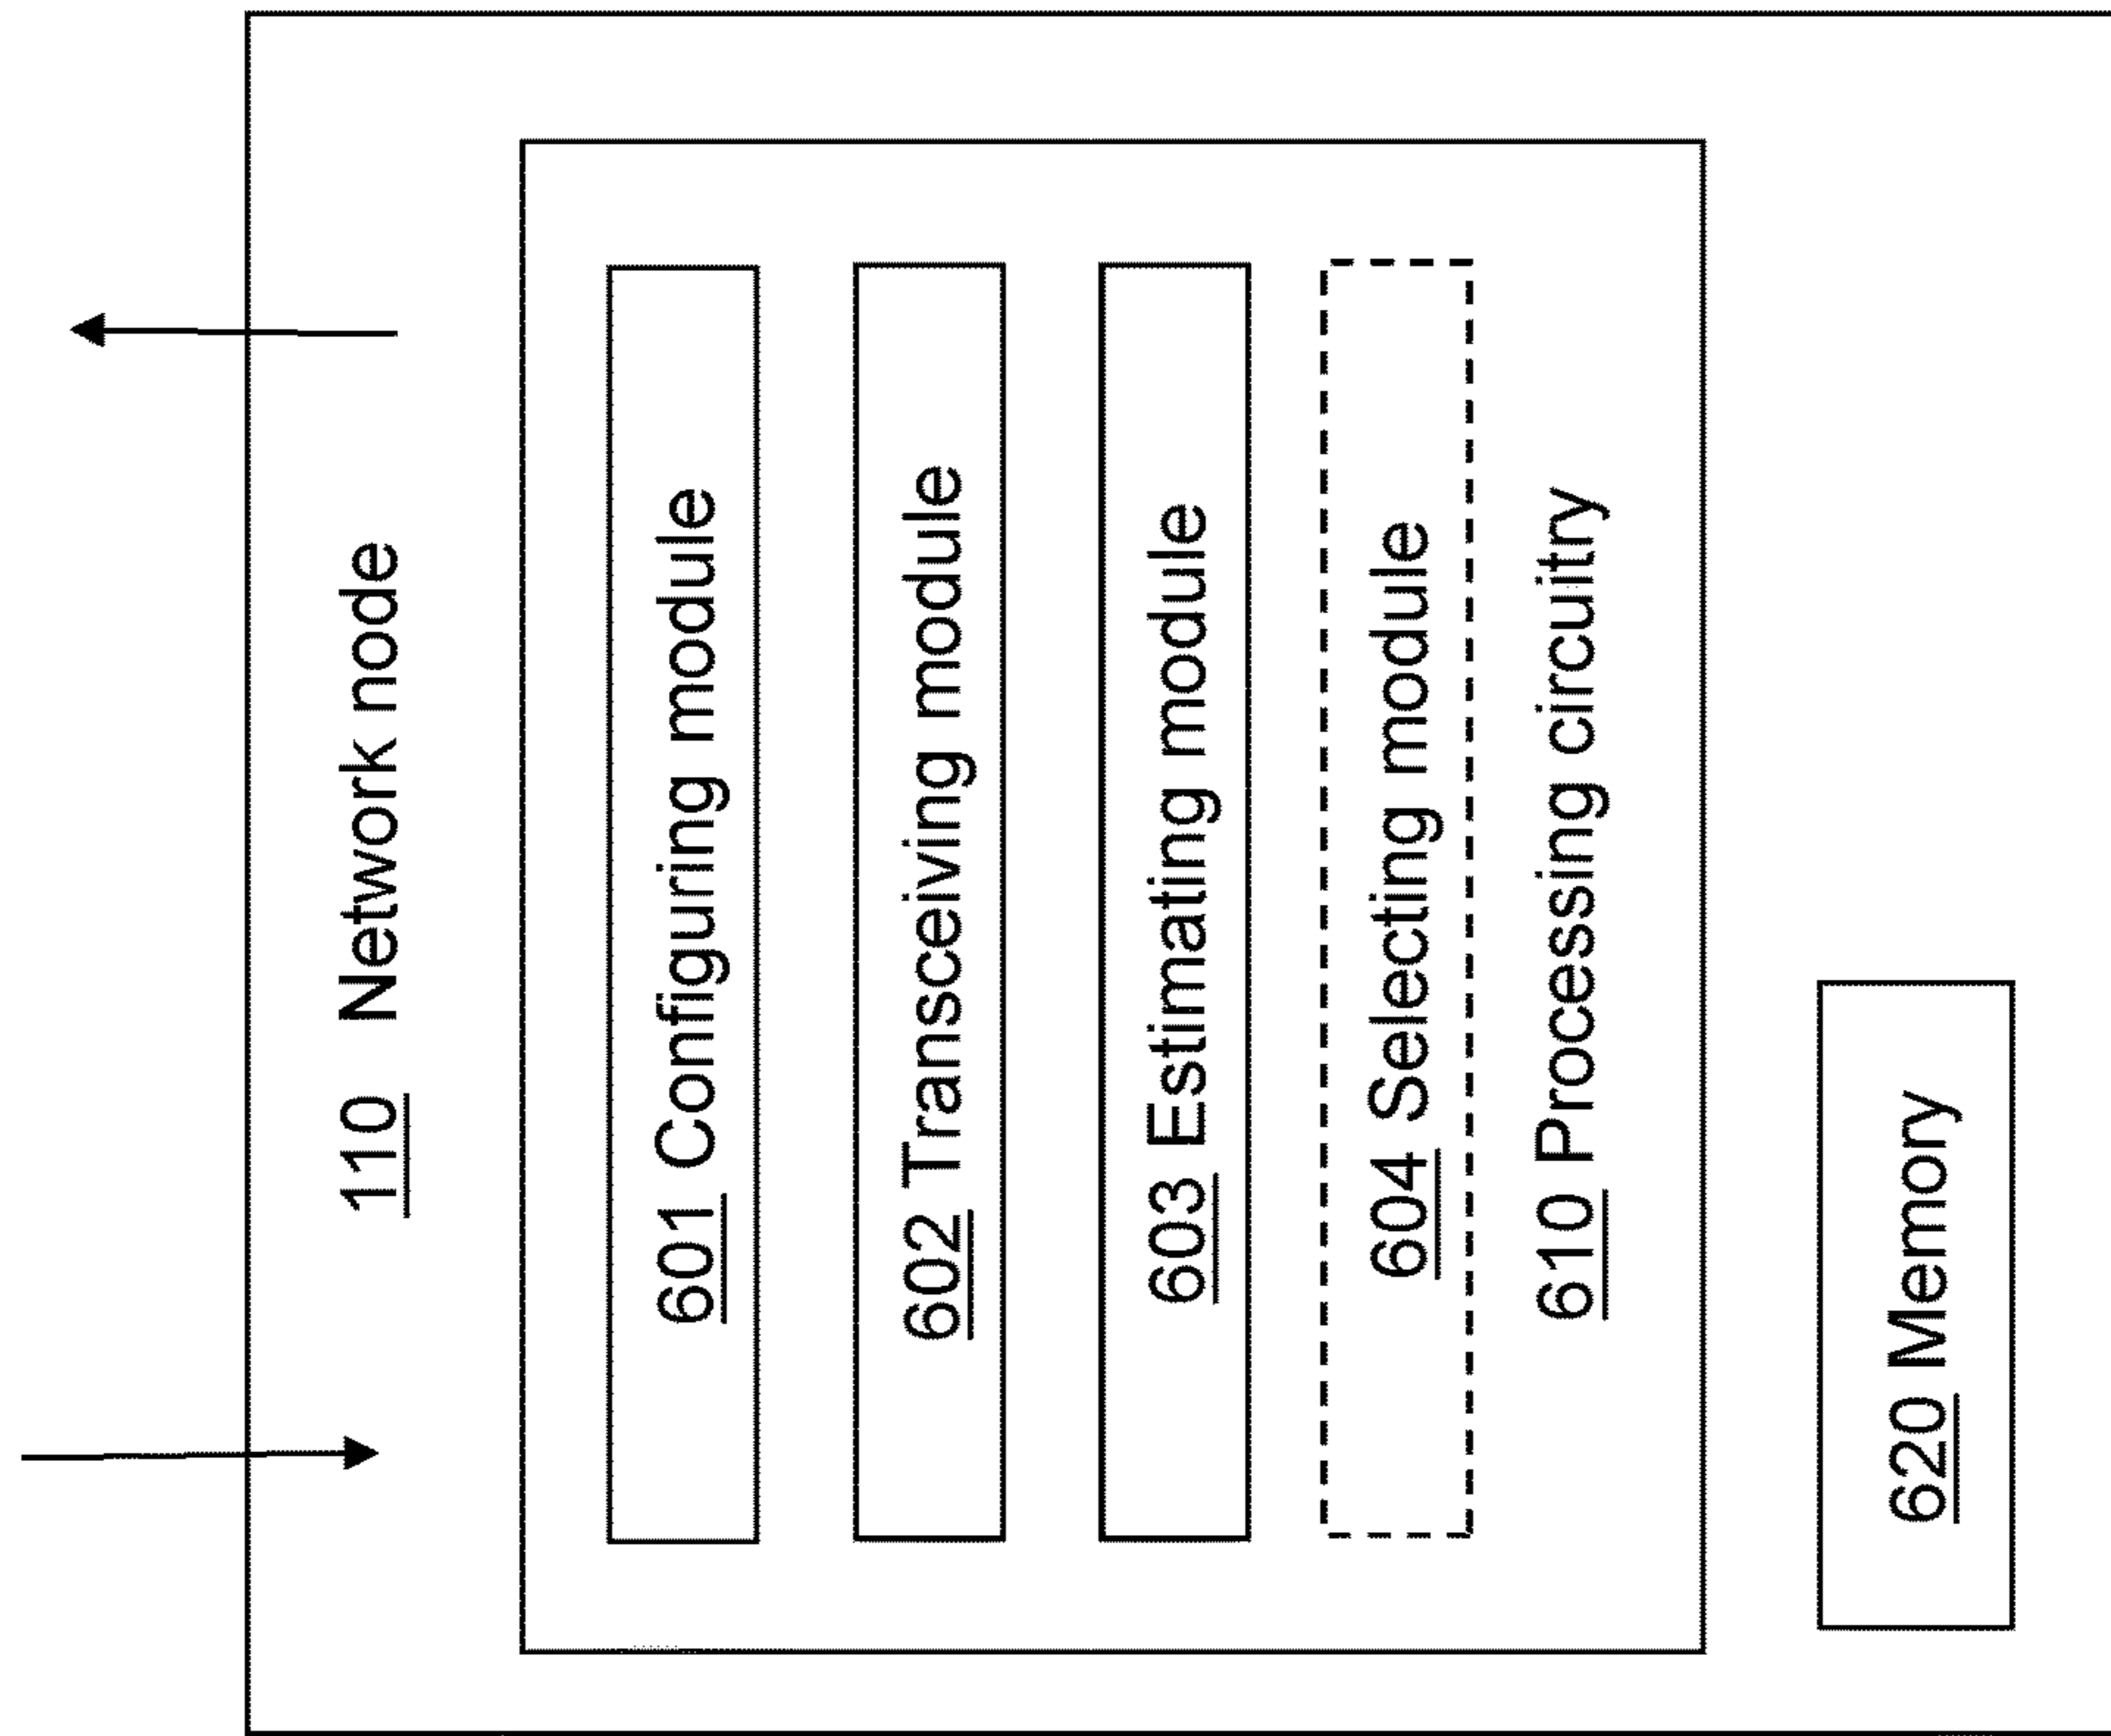 110 Network node
601 Configuring module
602 Transceiving module
603 Estimating module
604 Selecting module
610 Processing circuitry
620 Memory